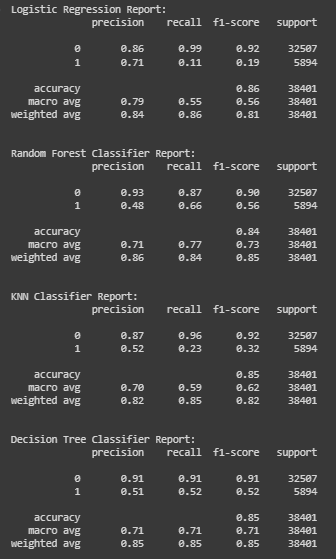 Logistic Regression Report:
precision recall f1-score support
0 0.86 0.99 0.92 32507
1 0.71 0.11 0.19 5894
accuracy 0.86 38401
macro avg 0.79 0.55 0.56 38401
weighted avg 0.84 0.86 0.81 38401
Random Forest Classifier Report:
precision recall f1-score support
0 0.93 0.87 0.90 32507
1 0.48 0.66 0.56 5894
accuracy 0.84 38401
macro avg 0.71 0.77 0.73 38401
weighted avg 0.86 0.84 0.85 38401
KNN Classifier Report:
precision recall f1-score support
0 0.87 0.96 0.92 32507
1 0.52 0.23 0.32 5894
accuracy 0.85 38401
macro avg 0.70 0.59 0.62 38401
weighted avg 0.82 0.85 0.82 38401
Decision Tree Classifier Report:
precision recall f1-score support
0 0.91 0.91 0.91 32507
1 0.51 0.52 0.52 5894
accuracy 0.85 38401
macro avg 0.71 0.71 0.71 38401
weighted avg 0.85 0.85 0.85 38401